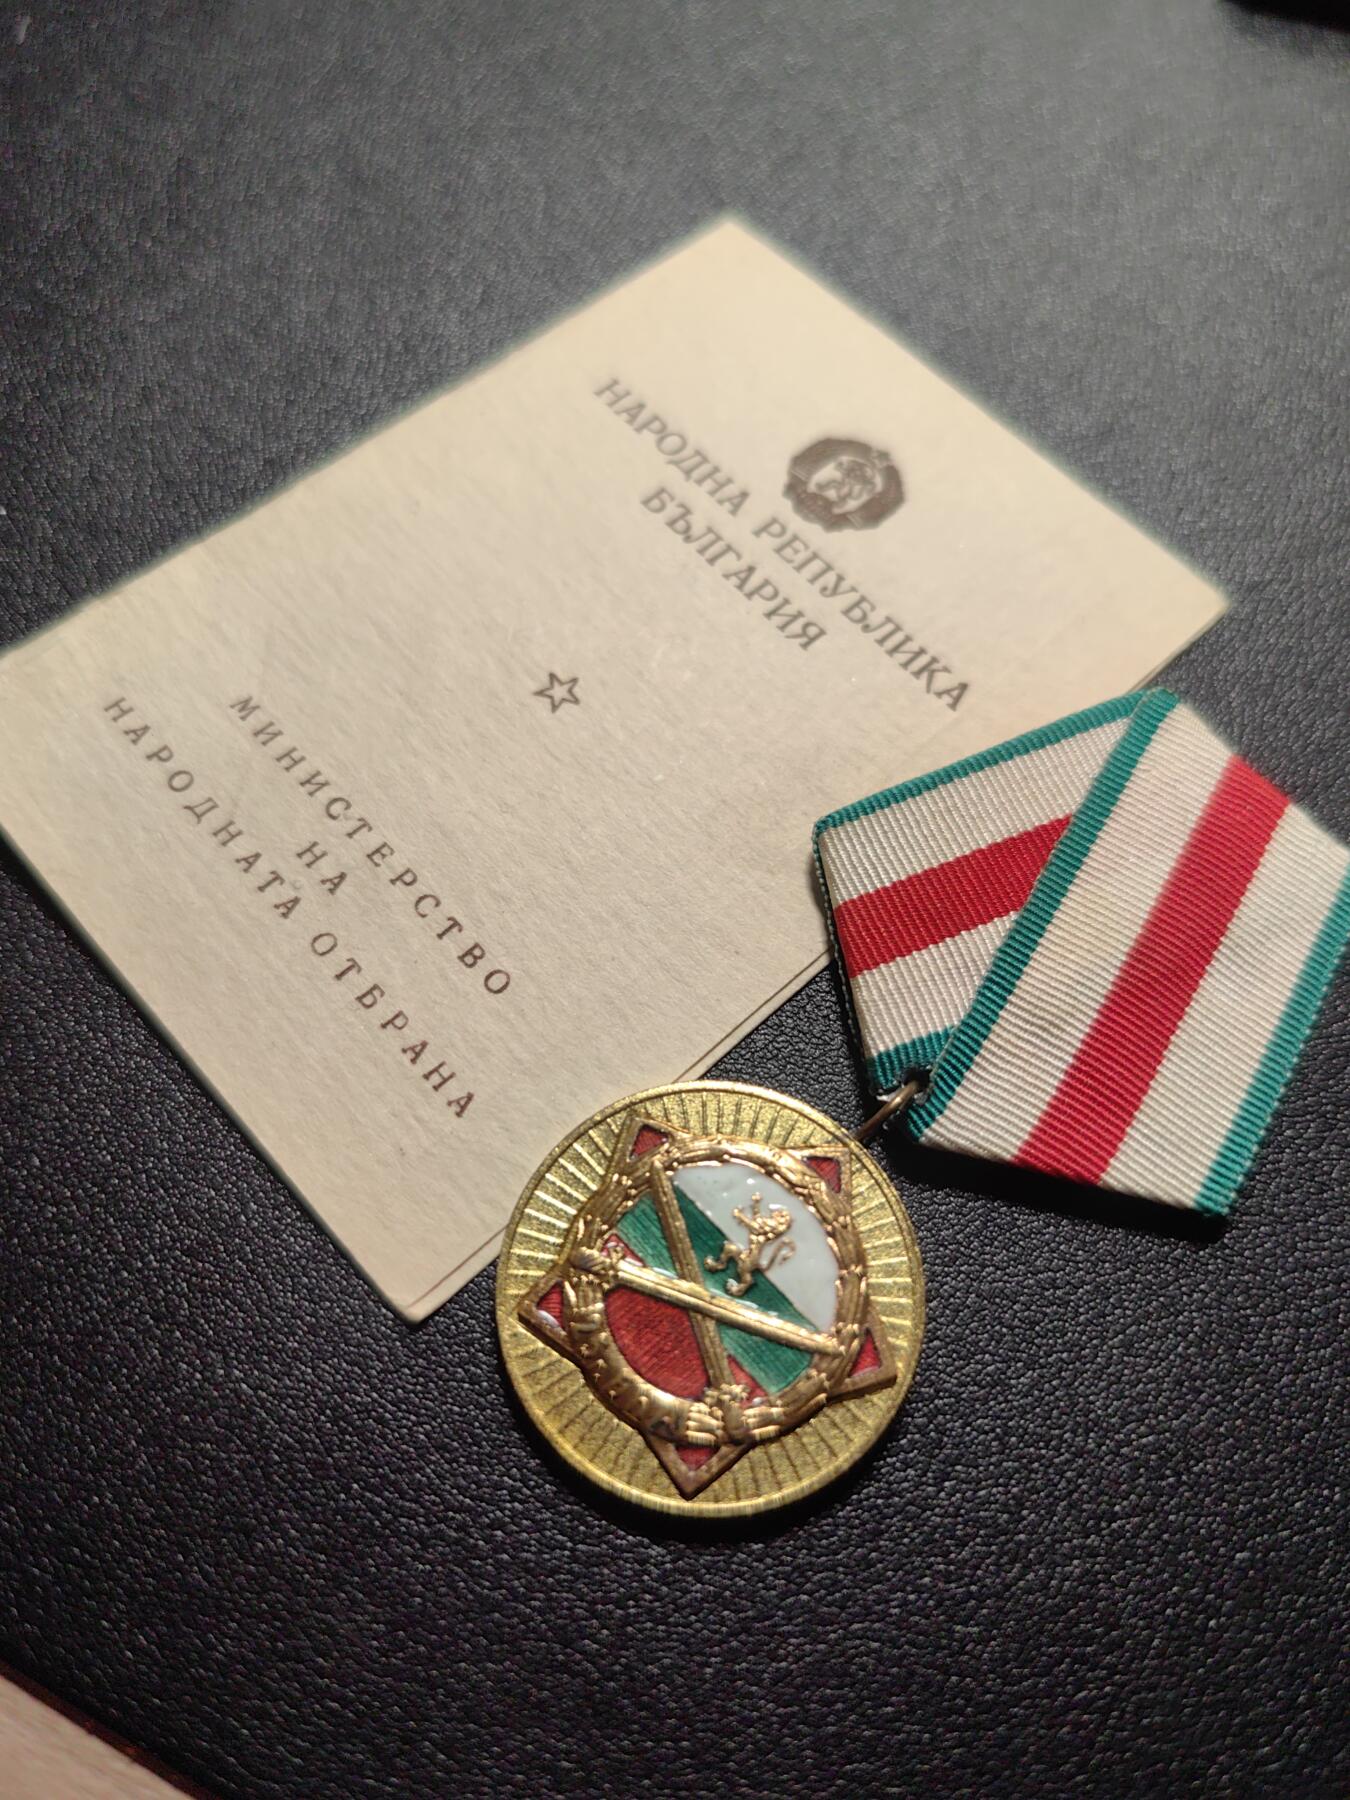 НАРОДНА РЕПУБЛИКА
БЪЛГАРИЯ
МИНИСТЕРСТВО
НА
НАРОДНАТА ОТБРАНА